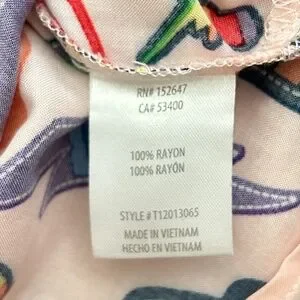 RN# 152647
CA# 53400
100% RAYON
100% RAYÓN
STYLE # T12013065
MADE IN VIETNAM
HECHO EN VIETNAM